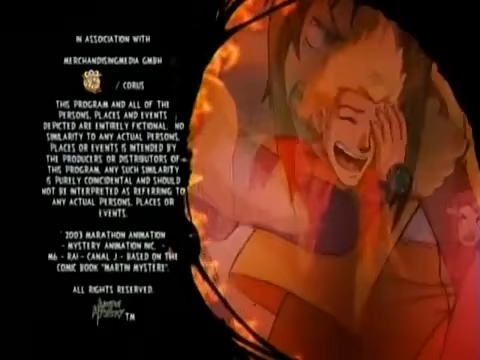 IN ASSOCIATION WITH
MERCHANDISINGMEDIA GMBH
/ CORUS
THIS PROGRAM AND ALL OF THE
PERSONS, PLACES AND EVENTS
DEPICTED ARE ENTIRELY FICTIONAL. NO
SIMILARITY TO ANY ACTUAL PERSONS,
PLACES OR EVENTS IS INTENDED BY
THE PRODUCERS OR DISTRIBUTORS OF
THIS PROGRAM. ANY SUCH SIMILARITY
IS PURELY COINCIDENTAL AND SHOULD
NOT BE INTERPRETED AS REFERRING TO
ANY ACTUAL PERSONS, PLACES OR
EVENTS.
2003 MARATHON ANIMATION
- MYSTERY ANIMATION INC. -
M6 - RAI - CANAL J - BASED ON THE
COMIC BOOK "MARTIN MYSTERE".
ALL RIGHTS RESERVED.
MARTIN
MYSTERY TM